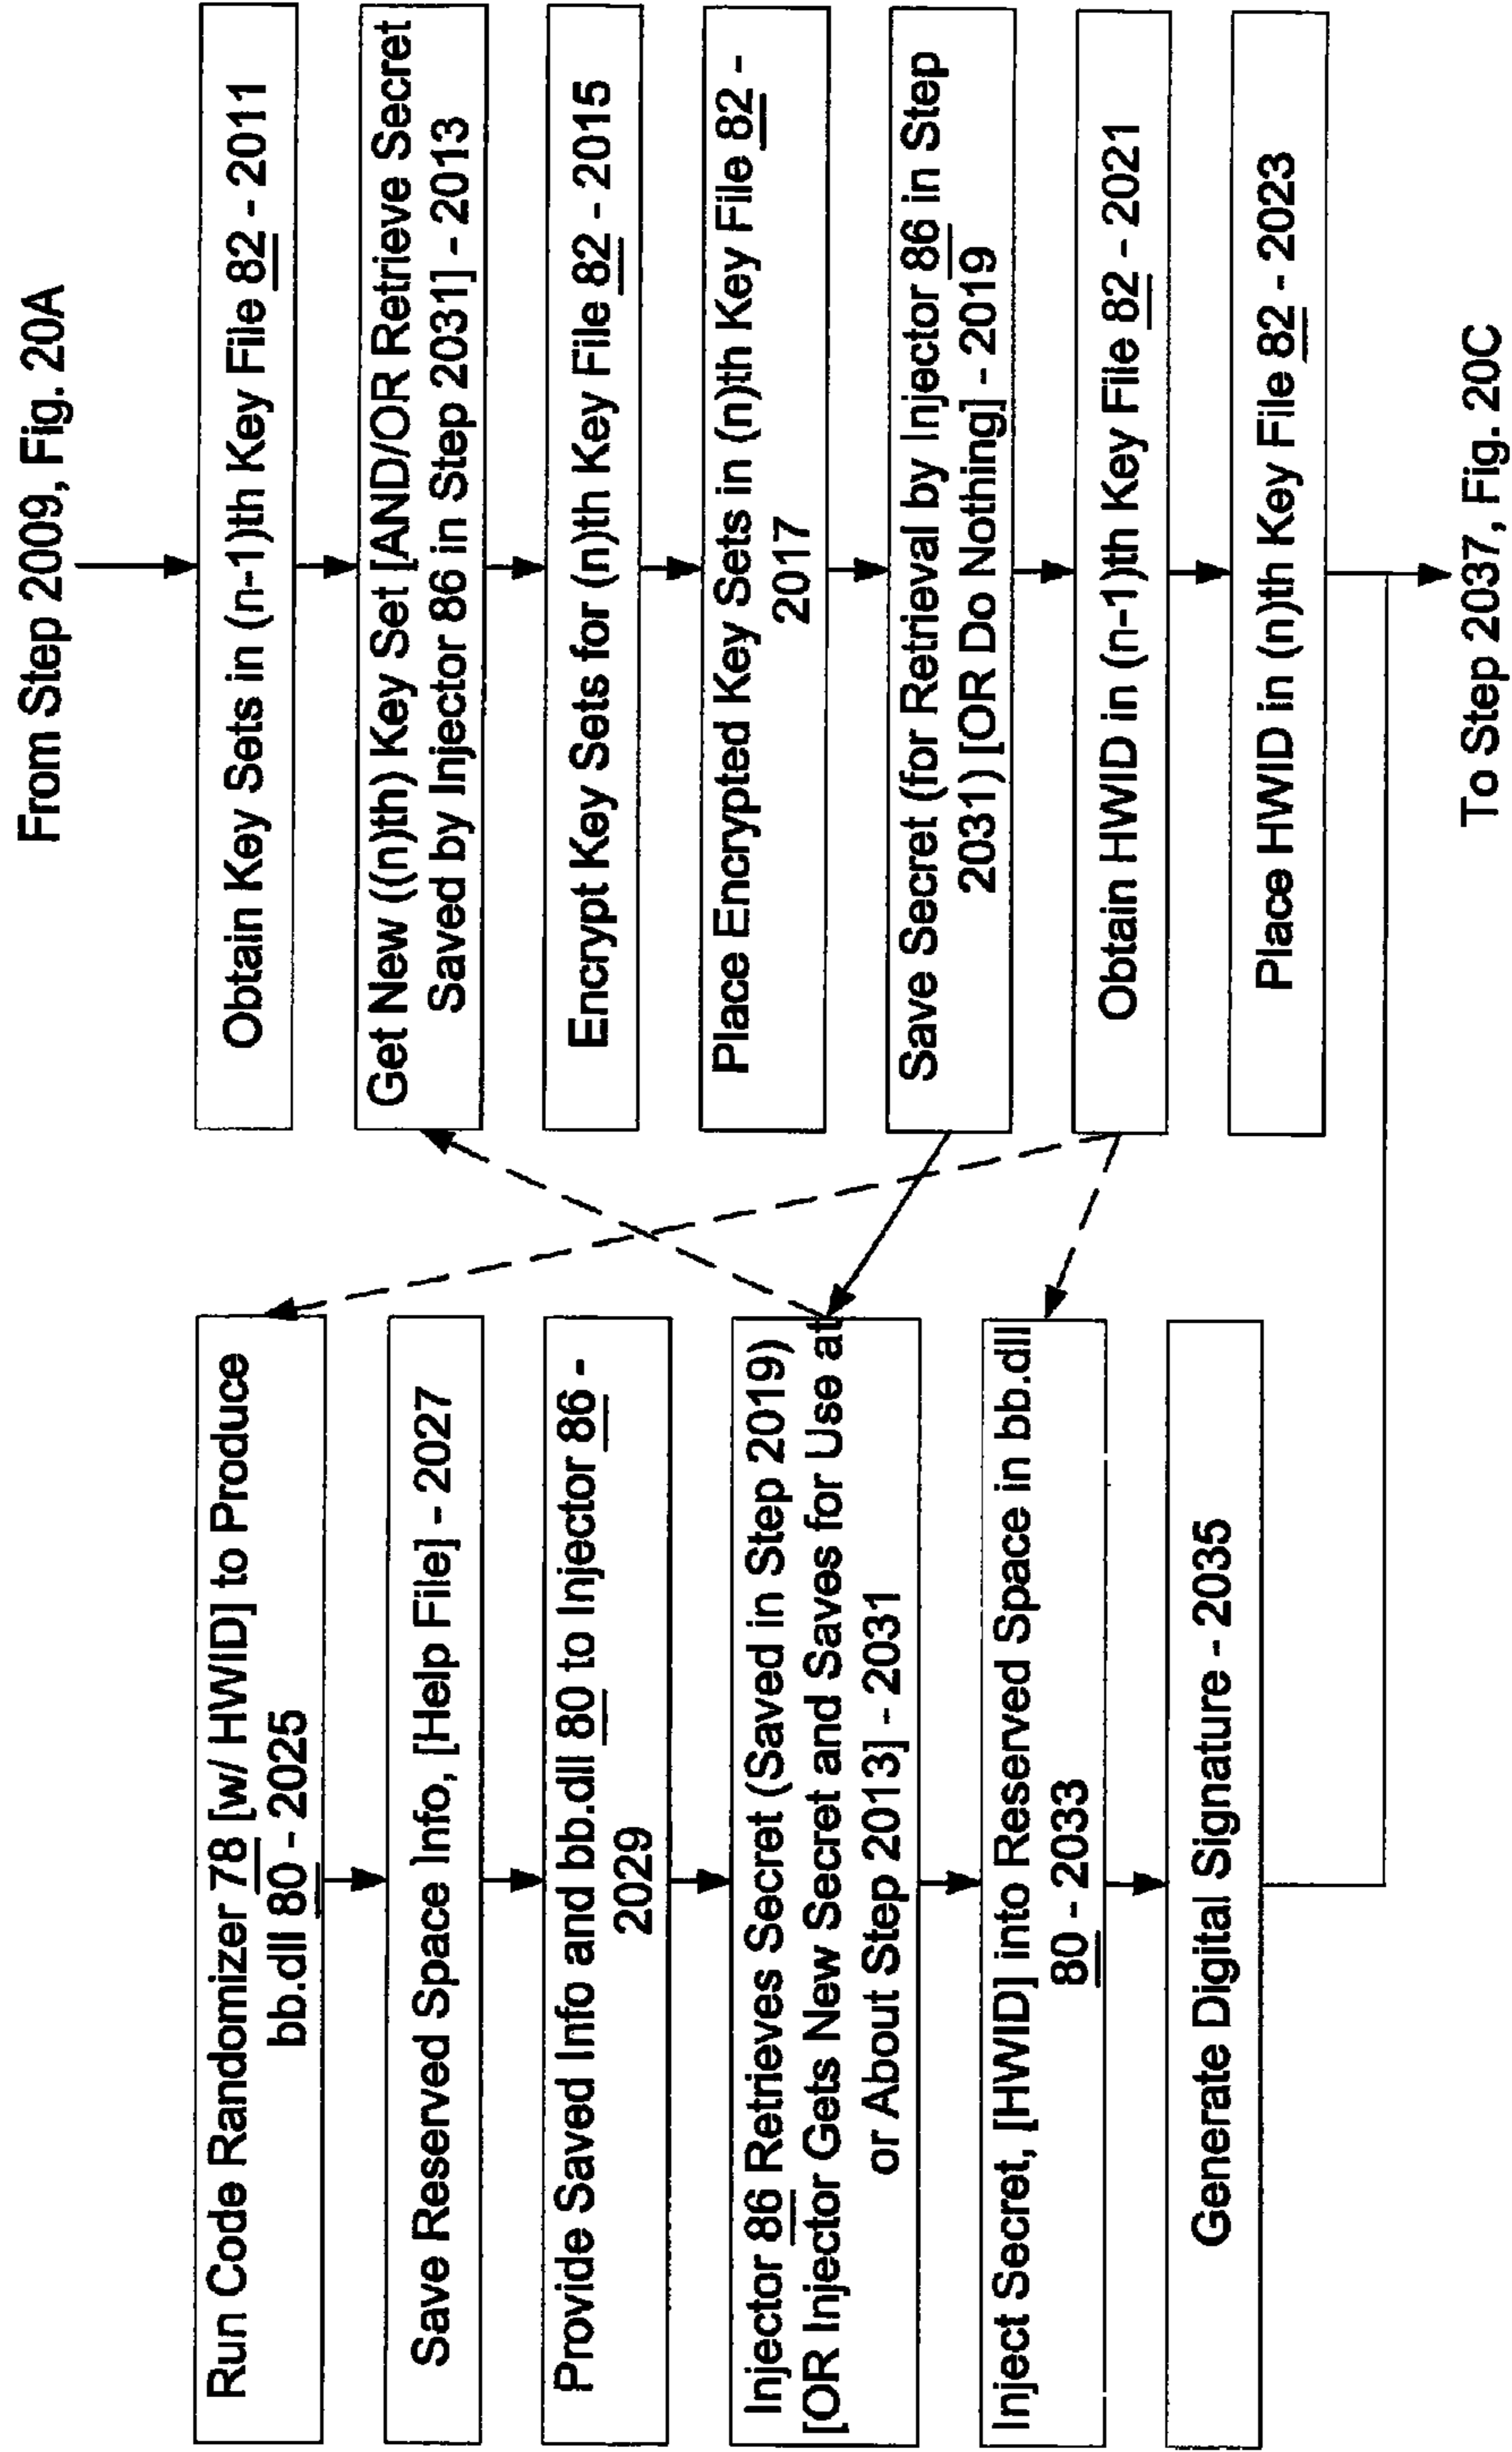 From Step 2009, Fig. 20A
Obtain Key Sets in (n-1)th Key File 82 - 2011
Get New ((n)th) Key Set [AND/OR Retrieve Secret
Saved by Injector 86 in Step 2031] - 2013
Encrypt Key Sets for (n)th Key File 82 - 2015
Place Encrypted Key Sets in (n)th Key File 82 -
2017
Save Secret (for Retrieval by Injector 86 in Step
2031) [OR Do Nothing] - 2019
Obtain HWID in (n-1)th Key File 82 - 2021
Place HWID in (n)th Key File 82 - 2023
Run Code Randomizer 78 [w/ HWID] to Produce
bb.dll 80 - 2025
Save Reserved Space Info, [Help File] - 2027
Provide Saved Info and bb.dll 80 to Injector 86 -
2029
Injector 86 Retrieves Secret (Saved in Step 2019)
[OR Injector Gets New Secret and Saves for Use at
or About Step 2013] - 2031
Inject Secret, [HWID] into Reserved Space in bb.dll
80 - 2033
Generate Digital Signature - 2035
To Step 2037, Fig. 20C